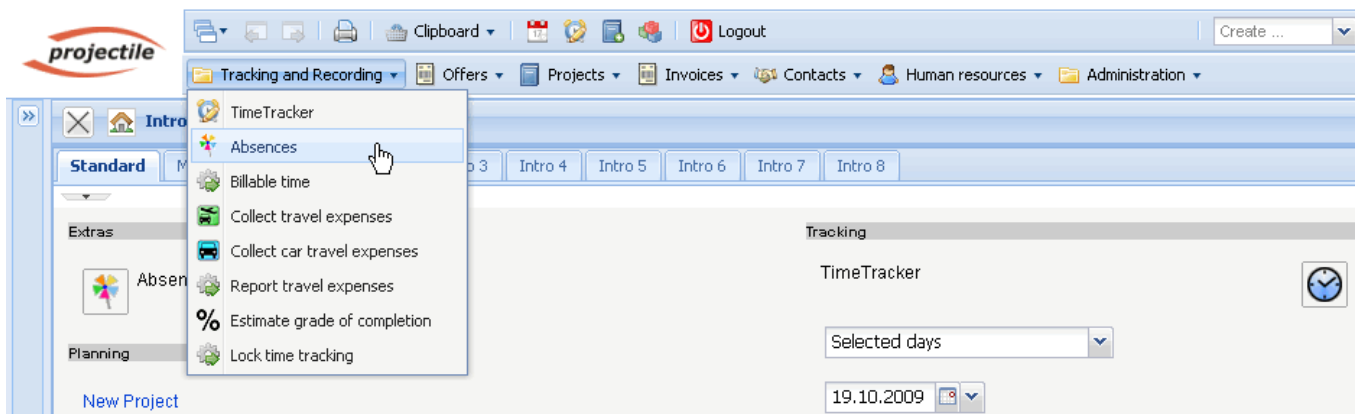 projectile
Clipboard
Logout
Create ...
Tracking and Recording
Offers
Projects
Invoices
Contacts
Human resources
Administration
Intro
TimeTracker
Absences
Billable time
Collect travel expenses
Collect car travel expenses
Report travel expenses
% Estimate grade of completion
Lock time tracking
Standard
M
o 3
Intro 4
Intro 5
Intro 6
Intro 7
Intro 8
Extras
Absen
Planning
New Project
Tracking
TimeTracker
Selected days
19.10.2009